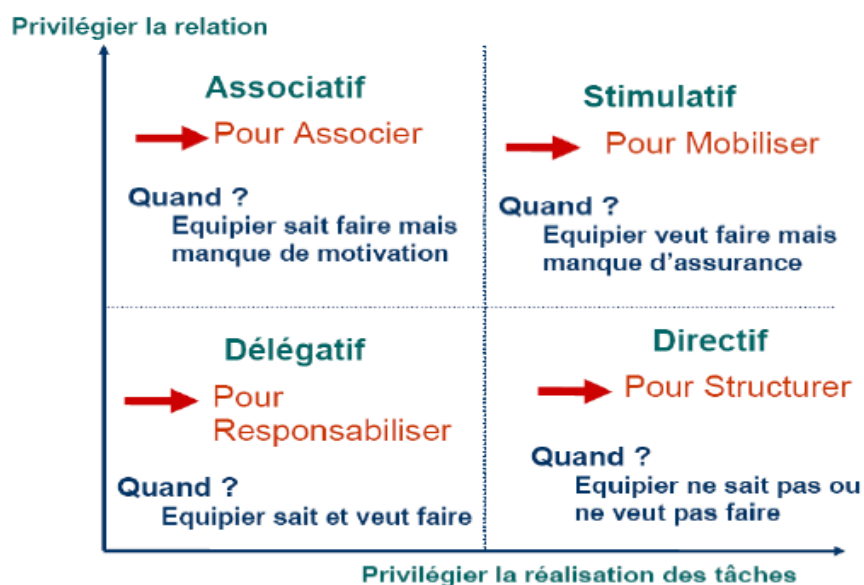 Privilégier la relation
Associatif
Pour Associer
Quand ?
Equipier sait faire mais
manque de motivation
Stimulatif
Pour Mobiliser
Quand ?
Equipier veut faire mais
manque d'assurance
Délégatif
Pour
Responsabiliser
Quand ?
Equipier sait et veut faire
Directif
Pour Structurer
Quand ?
Equipier ne sait pas ou
ne veut pas faire
Privilégier la réalisation des tâches